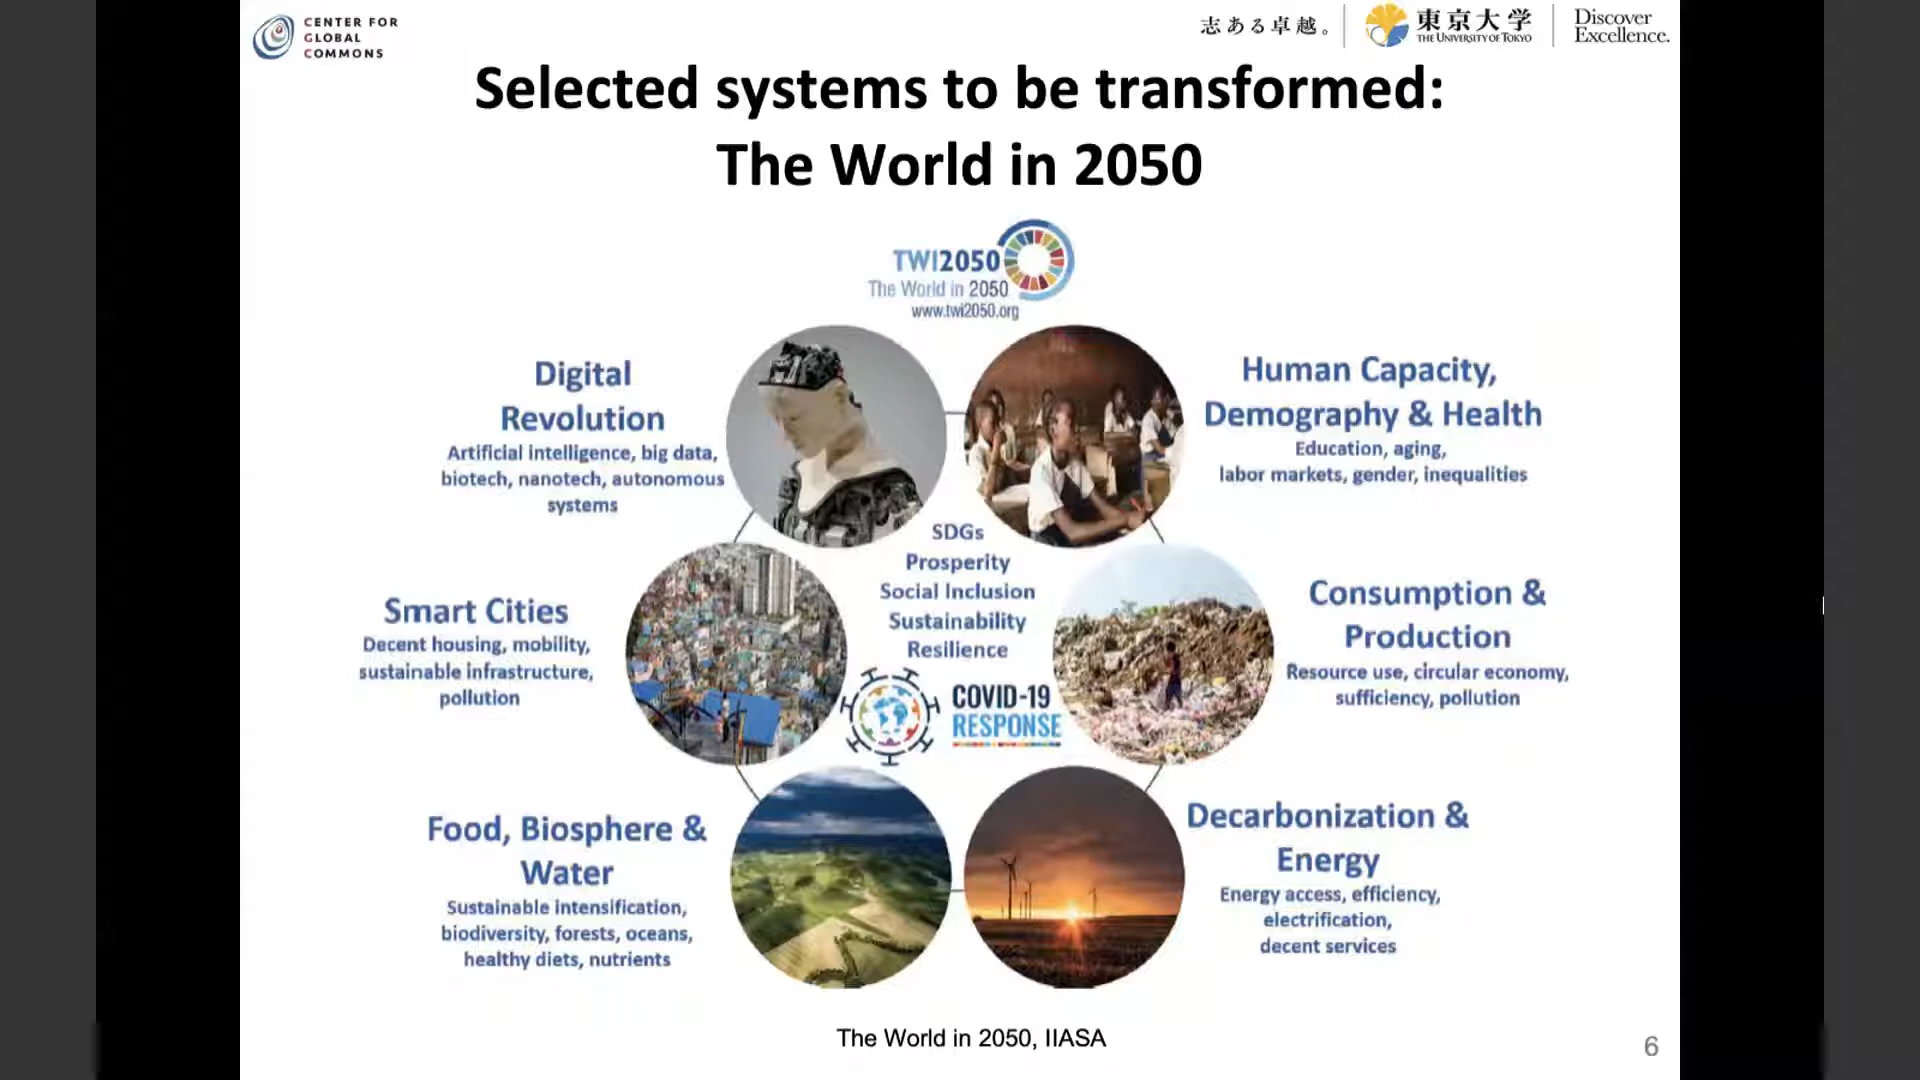 CENTER FOR
GLOBAL
COMMONS
志ある卓越。
東京大学
THE UNIVERSITY OF TOKYO
Discover
Excellence.
Selected systems to be transformed:
The World in 2050
TWI2050
The World in 2050
www.twi2050.org
Digital
Revolution
Artificial intelligence, big data,
biotech, nanotech, autonomous
systems
Human Capacity,
Demography & Health
Education, aging,
labor markets, gender, inequalities
SDGs
Prosperity
Social Inclusion
Sustainability
Resilience
COVID-19
RESPONSE
Smart Cities
Decent housing, mobility,
sustainable infrastructure,
pollution
Consumption &
Production
Resource use, circular economy,
sufficiency, pollution
Food, Biosphere &
Water
Sustainable intensification,
biodiversity, forests, oceans,
healthy diets, nutrients
Decarbonization &
Energy
Energy access, efficiency,
electrification,
decent services
The World in 2050, IIASA
6